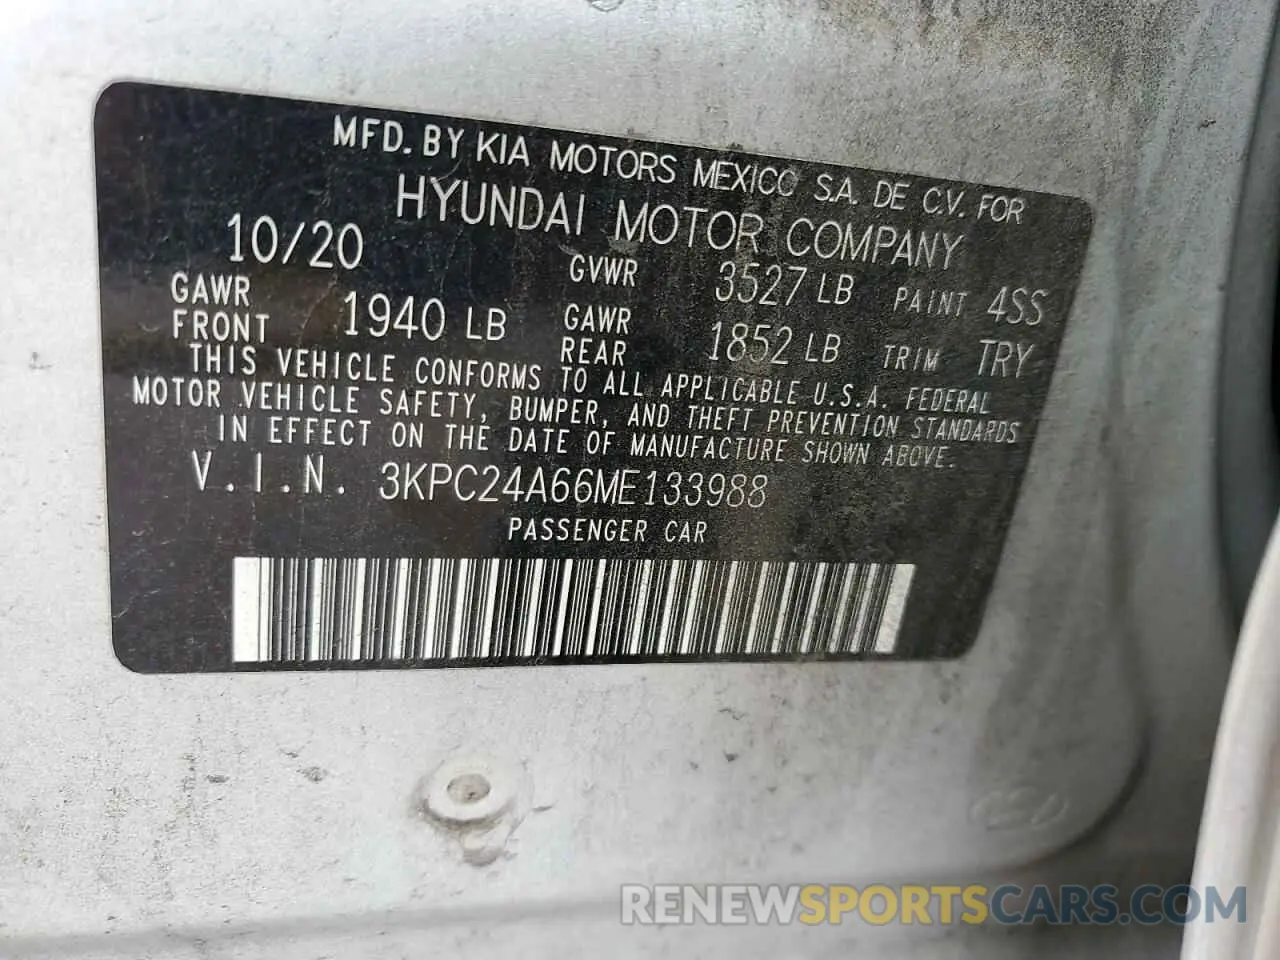 MFD. BY KIA MOTORS MEXICO S.A. DE C.V. FOR
HYUNDAI MOTOR COMPANY
10/20 GVWR 3527 LB PAINT 4SS
GAWR FRONT 1940 LB GAWR REAR 1852 LB TRIM TRY
THIS VEHICLE CONFORMS TO ALL APPLICABLE U.S.A. FEDERAL
MOTOR VEHICLE SAFETY, BUMPER, AND THEFT PREVENTION STANDARDS
IN EFFECT ON THE DATE OF MANUFACTURE SHOWN ABOVE.
V.I.N. 3KPC24A66ME133988
PASSENGER CAR
RENEWSPORTSCARS.COM